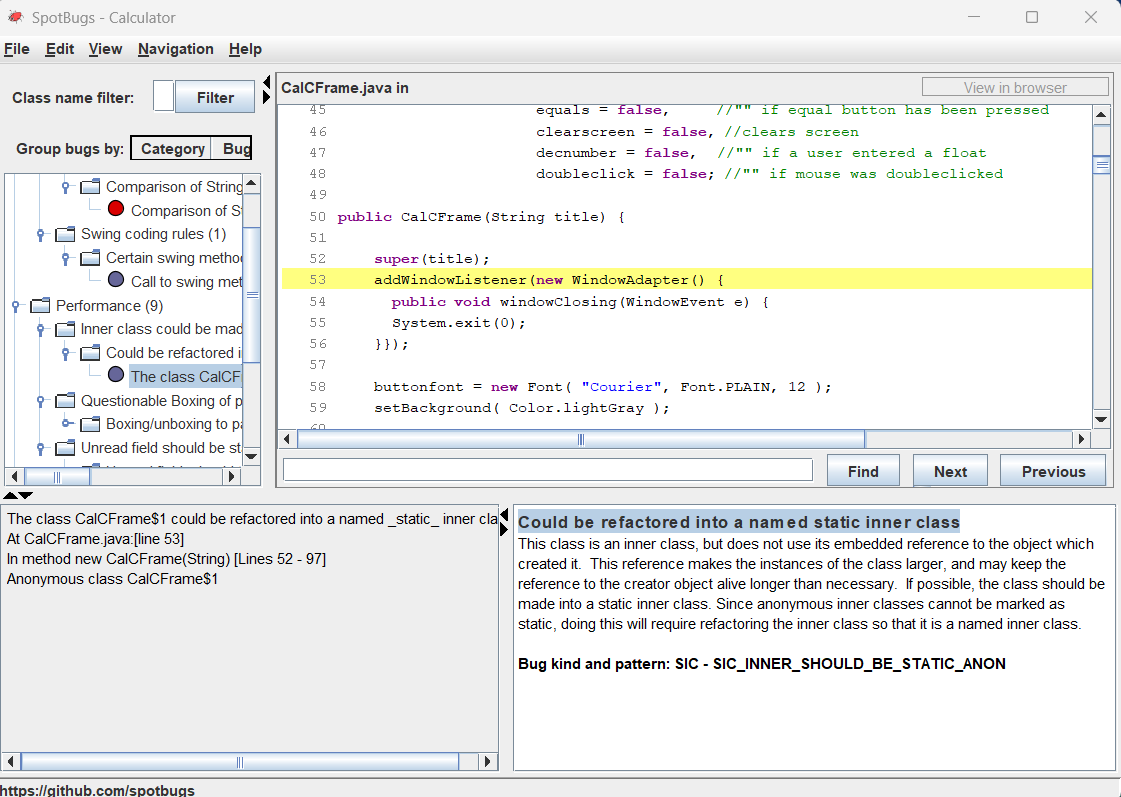 SpotBugs - Calculator
File Edit View Navigation Help
Class name filter: Filter
Group bugs by: Category Bug
Comparison of String
Comparison of S
Swing coding rules (1)
Certain swing metho
Call to swing met
Performance (9)
Inner class could be mad
Could be refactored i
The class CalCF
Questionable Boxing of p
Boxing/unboxing to pa
Unread field should be st
CalCFrame.java in View in browser
45 equals = false, //"" if equal button has been pressed
46 clearscreen = false, //clears screen
47 decnumber = false, //"" if a user entered a float
48 doubleclick = false; //"" if mouse was doubleclicked
49
50 public CalCFrame(String title) {
51
52 super(title);
53 addWindowListener(new WindowAdapter() {
54 public void windowClosing(WindowEvent e) {
55 System.exit(0);
56 }});
57
58 buttonfont = new Font( "Courier", Font.PLAIN, 12 );
59 setBackground( Color.lightGray );
60
Find Next Previous
The class CalCFrame$1 could be refactored into a named _static_ inner cla
At CalCFrame.java:[line 53]
In method new CalCFrame(String) [Lines 52 - 97]
Anonymous class CalCFrame$1
Could be refactored into a named static inner class
This class is an inner class, but does not use its embedded reference to the object which
created it.  This reference makes the instances of the class larger, and may keep the
reference to the creator object alive longer than necessary.  If possible, the class should be
made into a static inner class. Since anonymous inner classes cannot be marked as
static, doing this will require refactoring the inner class so that it is a named inner class.
Bug kind and pattern: SIC - SIC_INNER_SHOULD_BE_STATIC_ANON
https://github.com/spotbugs